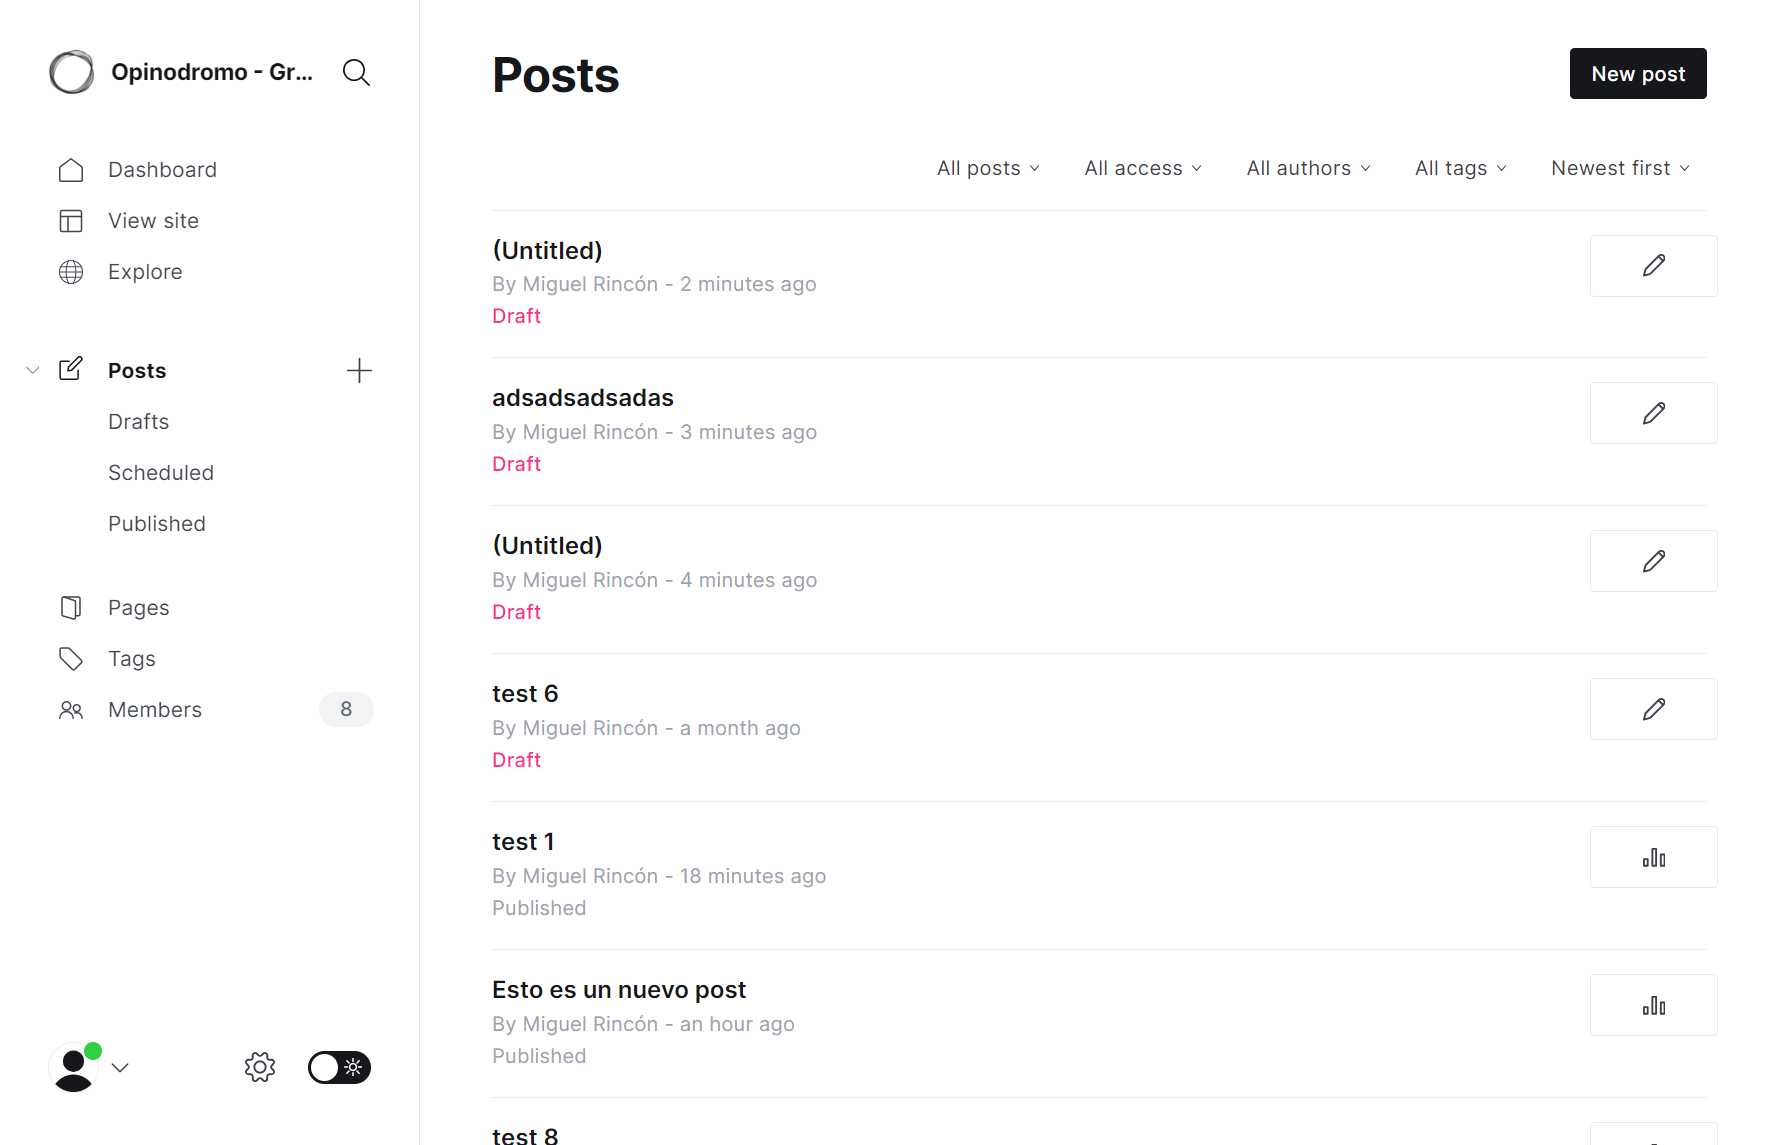 Opinodromo - Gr...
Dashboard
View site
Explore
Posts
Drafts
Scheduled
Published
Pages
Tags
Members 8
Posts
New post
All posts All access All authors All tags Newest first
(Untitled)
By Miguel Rincón - 2 minutes ago
Draft
adsadsadsadas
By Miguel Rincón - 3 minutes ago
Draft
(Untitled)
By Miguel Rincón - 4 minutes ago
Draft
test 6
By Miguel Rincón - a month ago
Draft
test 1
By Miguel Rincón - 18 minutes ago
Published
Esto es un nuevo post
By Miguel Rincón - an hour ago
Published
test 8